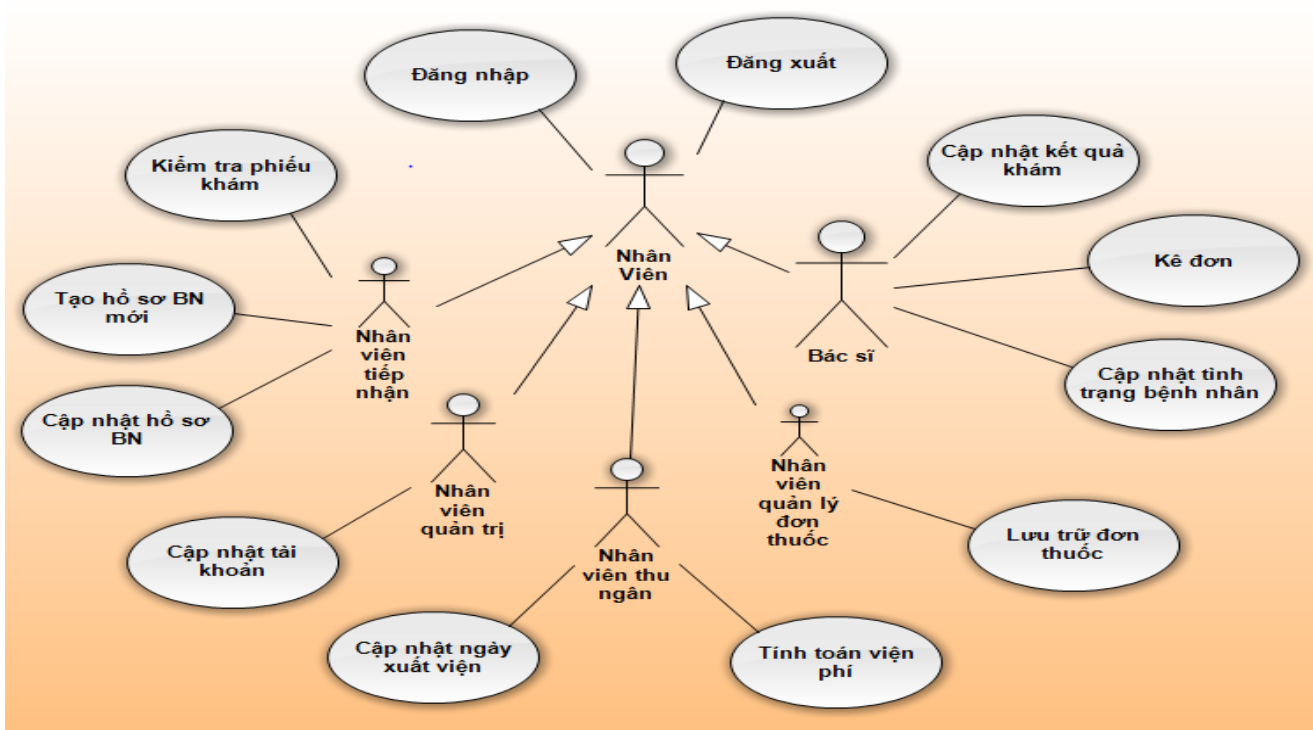 Đăng nhập
Đăng xuất
Kiểm tra phiếu
khám
Cập nhật kết quả
khám
Nhân
Viên
Kê đơn
Tạo hồ sơ BN
mới
Nhân
viên
tiếp
nhận
Bác sĩ
Cập nhật tình
trạng bệnh nhân
Cập nhật hồ sơ
BN
Nhân
viên
quản trị
Nhân
viên
quản lý
đơn
thuốc
Cập nhật tài
khoản
Nhân
viên thu
ngân
Lưu trữ đơn
thuốc
Cập nhật ngày
xuất viện
Tính toán viện
phí